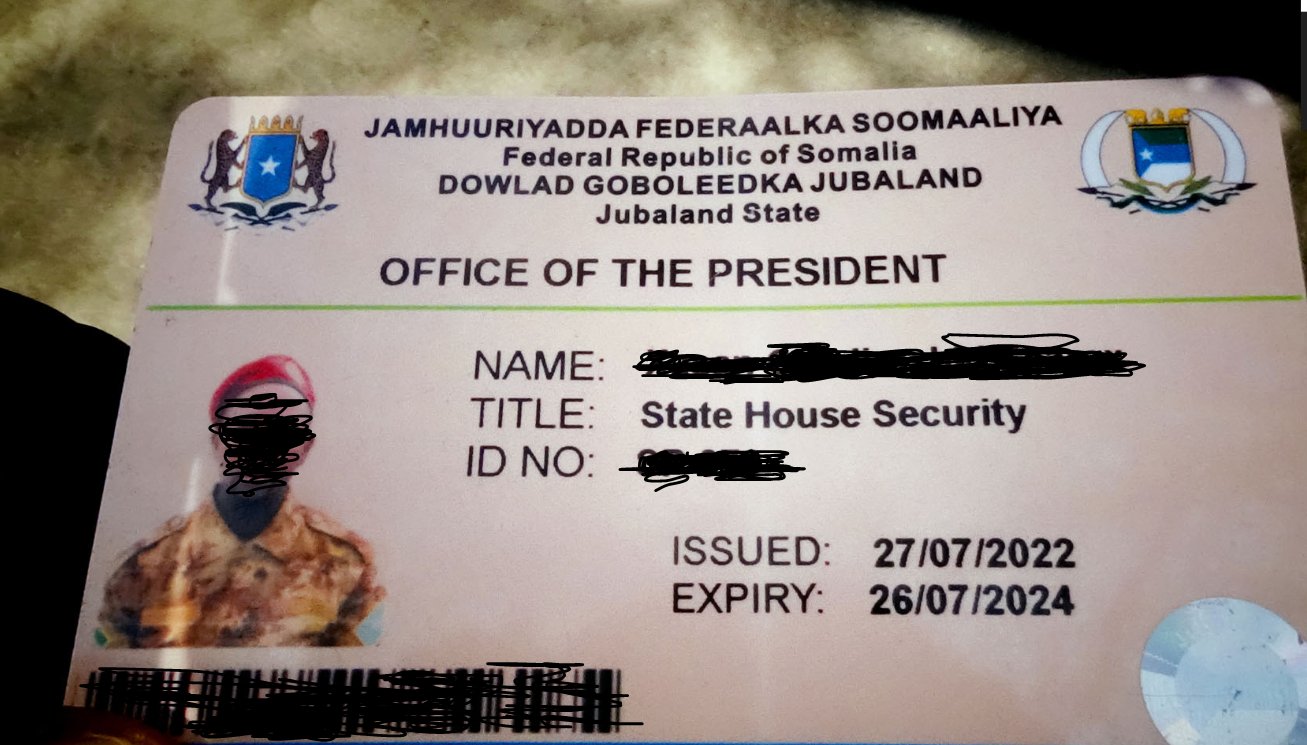 JAMHUURIYADDA FEDERAALKA SOOMAALIYA
Federal Republic of Somalia
DOWLAD GOBOLEEDKA JUBALAND
Jubaland State
OFFICE OF THE PRESIDENT
NAME:
TITLE: State House Security
ID NO:
ISSUED: 27/07/2022
EXPIRY: 26/07/2024